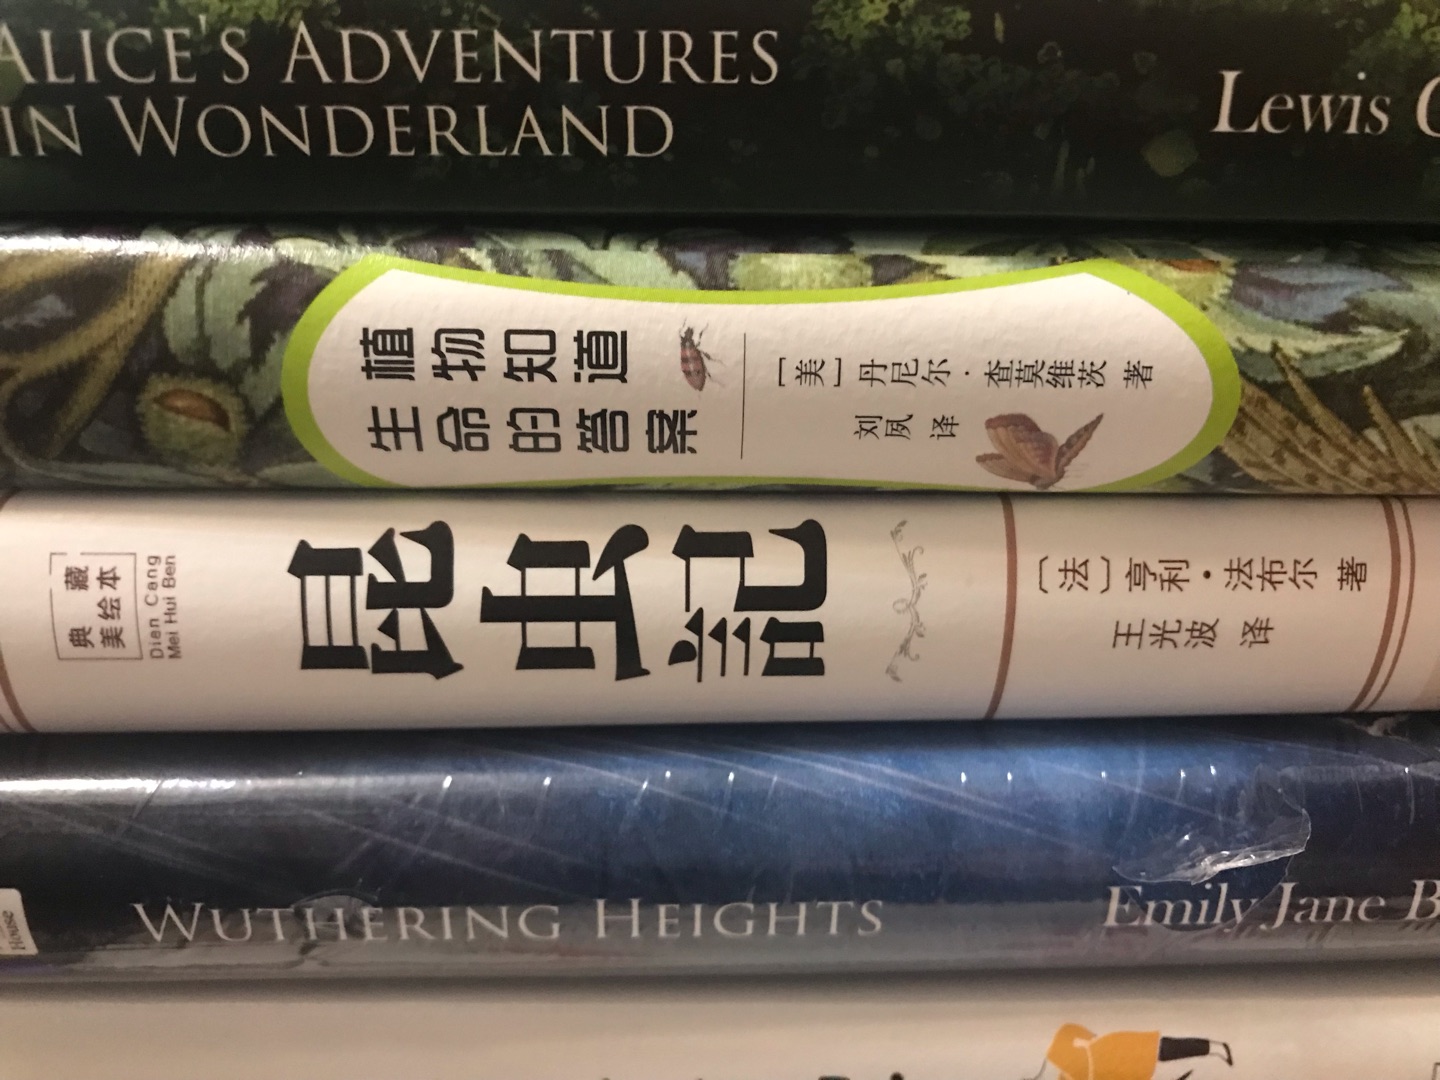 ALICE'S ADVENTURES
IN WONDERLAND
Lewis
植物知道
生命的答案
［美］丹尼尔·查莫维茨 著
刘夙 译
典藏
美绘本
Dian Cang
Mei Hui Ben
昆虫記
〔法〕亨利·法布尔 著
王光波 译
House
WUTHERING HEIGHTS
Emily Jane B